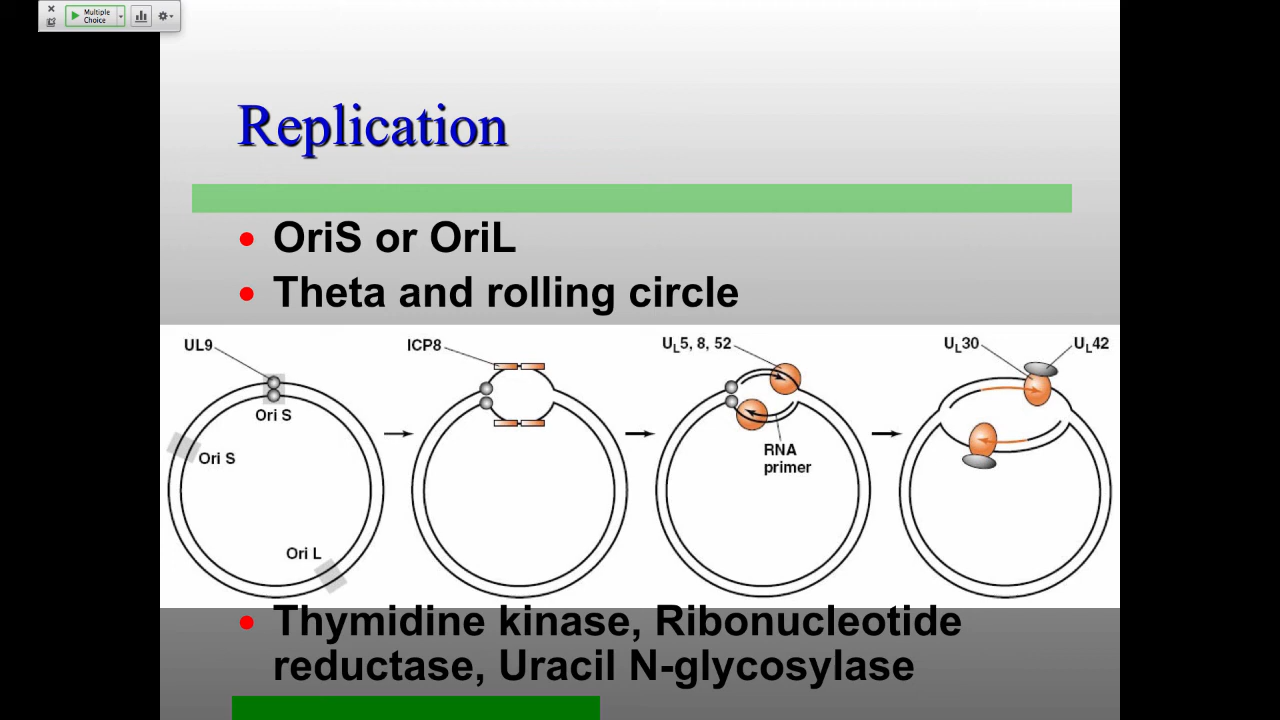 Multiple
Choice
Replication
OriS or OriL
Theta and rolling circle
UL9
ICP8
UL5, 8, 52
UL30
UL42
Ori S
Ori S
RNA
primer
Ori L
Thymidine kinase, Ribonucleotide
reductase, Uracil N-glycosylase